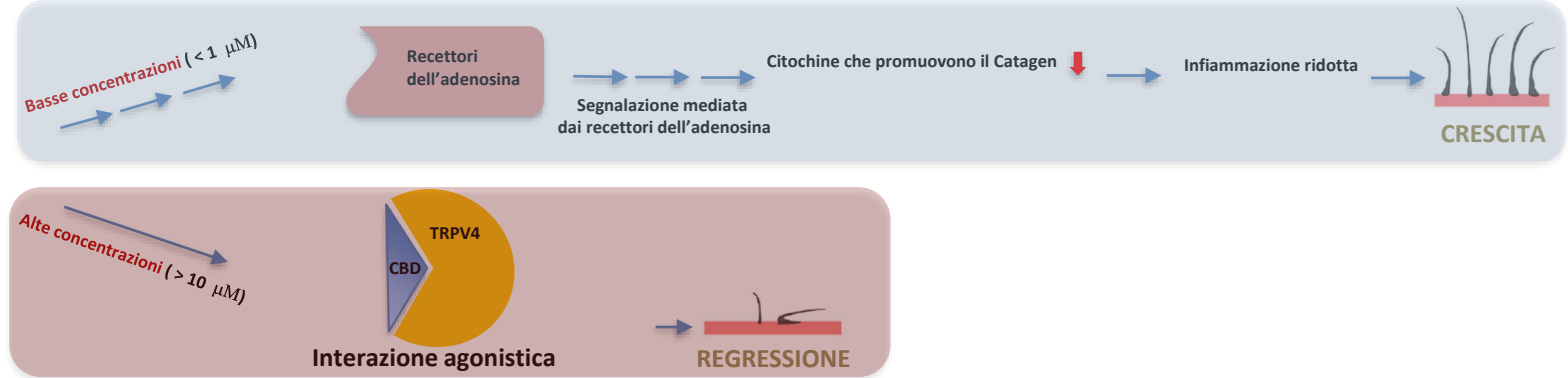 Basse concentrazioni ( < 1 μM)
Recettori
dell'adenosina
Segnalazione mediata
dai recettori dell'adenosina
Citochine che promuovono il Catagen
Infiammazione ridotta
CRESCITA
Alte concentrazioni ( > 10 μM)
TRPV4
CBD
Interazione agonistica
REGRESSIONE